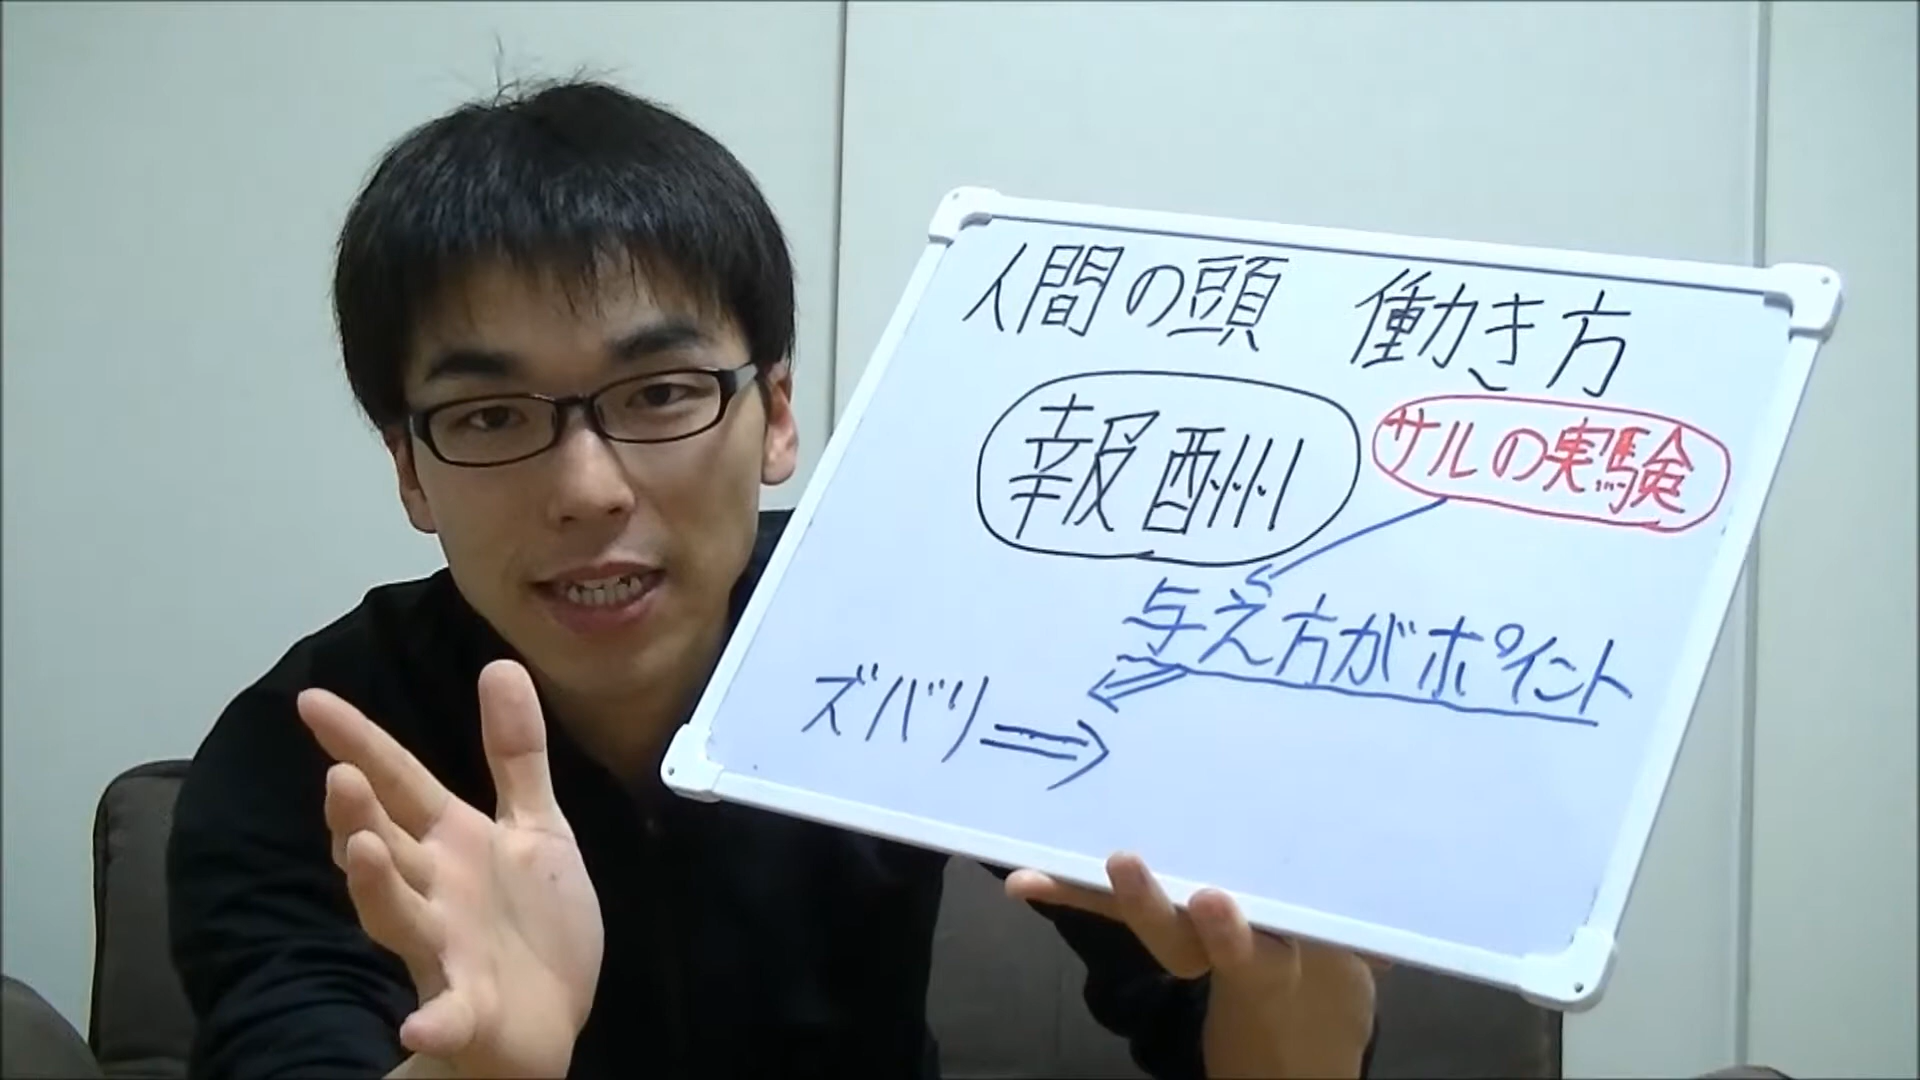 人間の頭 働き方
報酬 サルの実験
与え方がポイント
ズバリ⇒